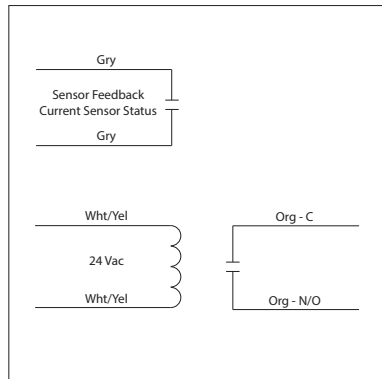 Gry
Sensor Feedback
Current Sensor Status
Gry
Wht/Yel
Org - C
24 Vac
Wht/Yel
Org - N/O